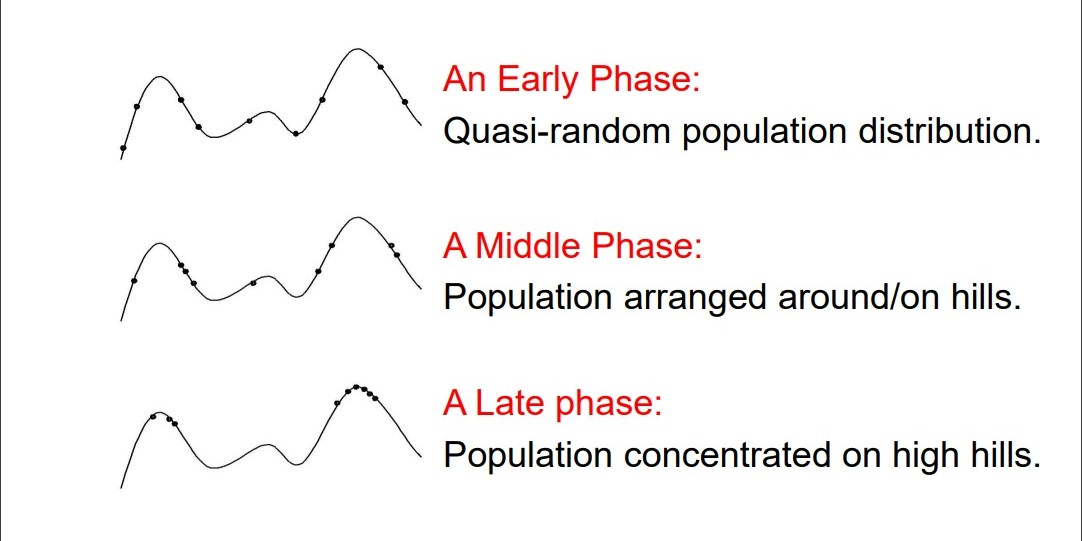 An Early Phase:
Quasi-random population distribution.
A Middle Phase:
Population arranged around/on hills.
A Late phase:
Population concentrated on high hills.